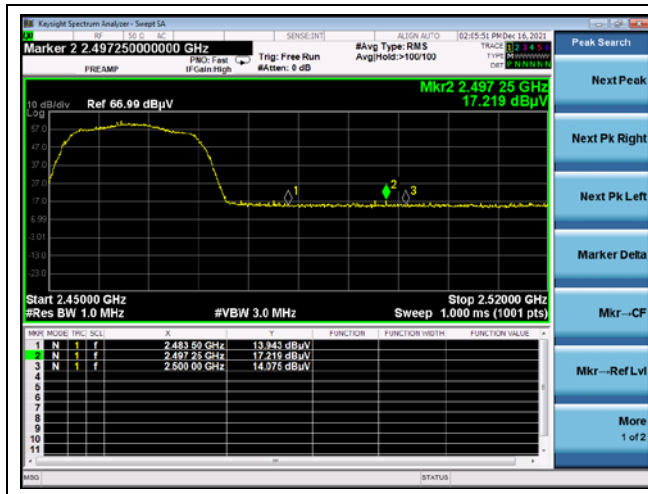 Keysight Spectrum Analyzer - Swept SA
RF 50 Ω AC SENSE:INT ALIGN AUTO 02:65:51 PM Dec 16, 2021
Marker 2 2.497250000000 GHz
PREAMP
PNO: Fast
IFGain:High
Trig: Free Run
#Atten: 0 dB
#Avg Type: RMS
Avg|Hold:>100/100
TRACE 1 2 3 4 5 6
TYPE M W W W W W
DET P N N N N N
Mkr2 2.497 25 GHz
17.219 dBµV
10 dB/div Ref 66.99 dBµV
Log
57.0
47.0
37.0
27.0
17.0
6.99
-3.01
-13.0
-23.0
1
2
3
Start 2.45000 GHz Stop 2.52000 GHz
#Res BW 1.0 MHz #VBW 3.0 MHz Sweep 1.000 ms (1001 pts)
MKR MODE TRC SCL X Y FUNCTION FUNCTION WIDTH FUNCTION VALUE
1 N 1 f 2.483 50 GHz 13.943 dBµV
2 N 1 f 2.497 25 GHz 17.219 dBµV
3 N 1 f 2.500 00 GHz 14.075 dBµV
4
5
6
7
8
9
10
11
MSG STATUS
Peak Search
Next Peak
Next Pk Right
Next Pk Left
Marker Delta
Mkr→CF
Mkr→Ref Lvl
More
1 of 2